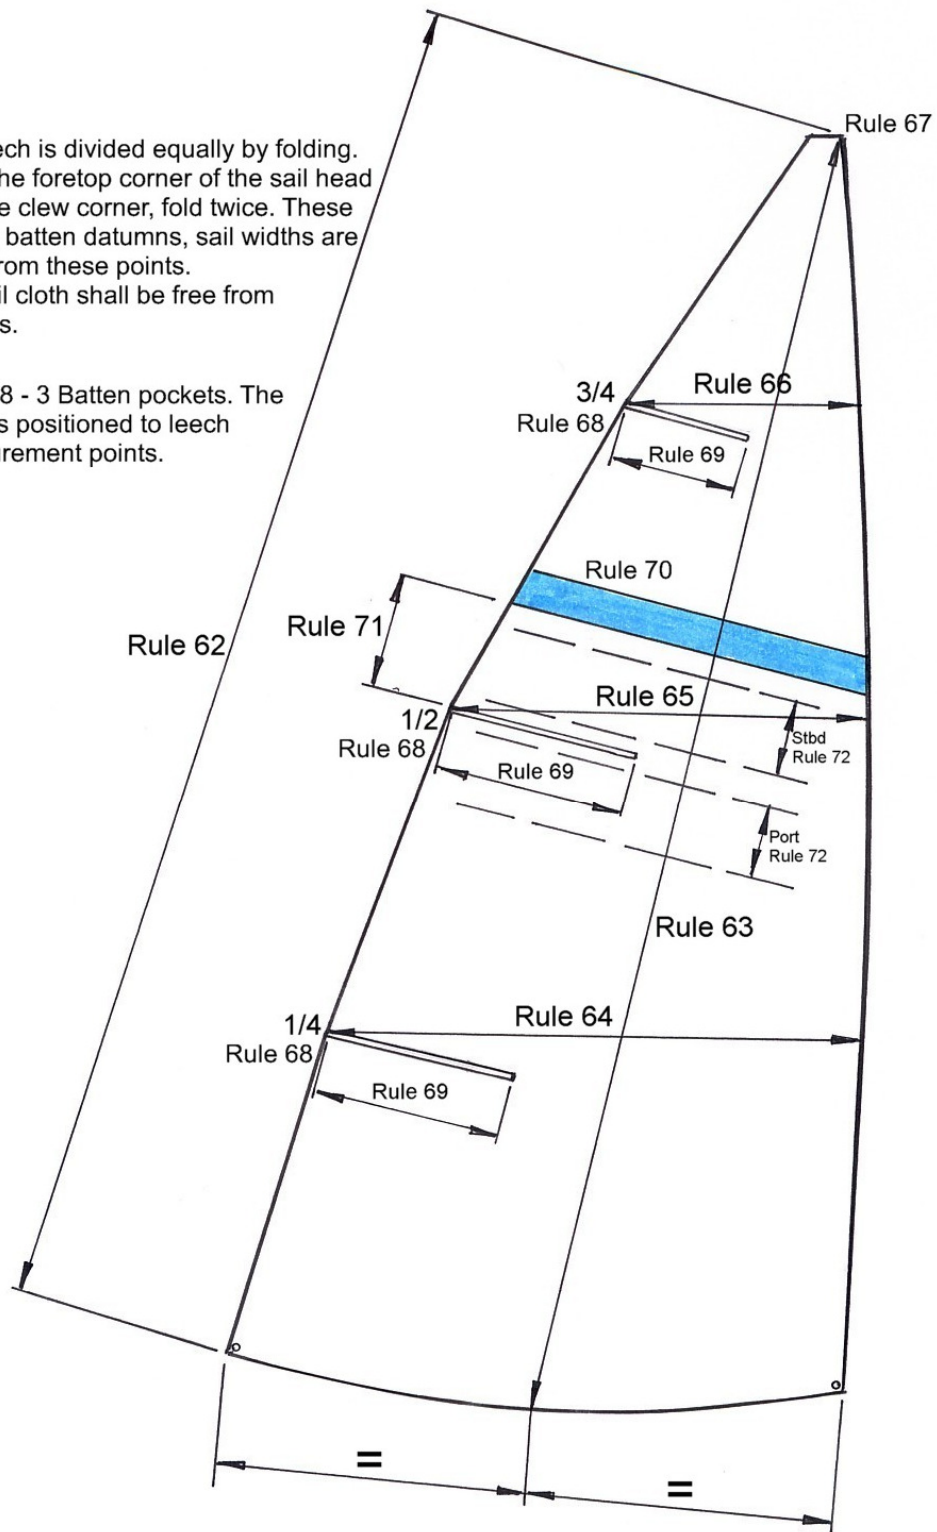 Rule 67
ech is divided equally by folding.
he foretop corner of the sail head
e clew corner, fold twice. These
batten datumns, sail widths are
rom these points.
il cloth shall be free from
s.
8 - 3 Batten pockets. The
s positioned to leech
urement points.
3/4
Rule 66
Rule 68
Rule 69
Rule 70
Rule 71
Rule 62
Rule 65
1/2
Rule 68
Stbd
Rule 72
Rule 69
Port
Rule 72
Rule 63
Rule 64
1/4
Rule 68
Rule 69
=
=